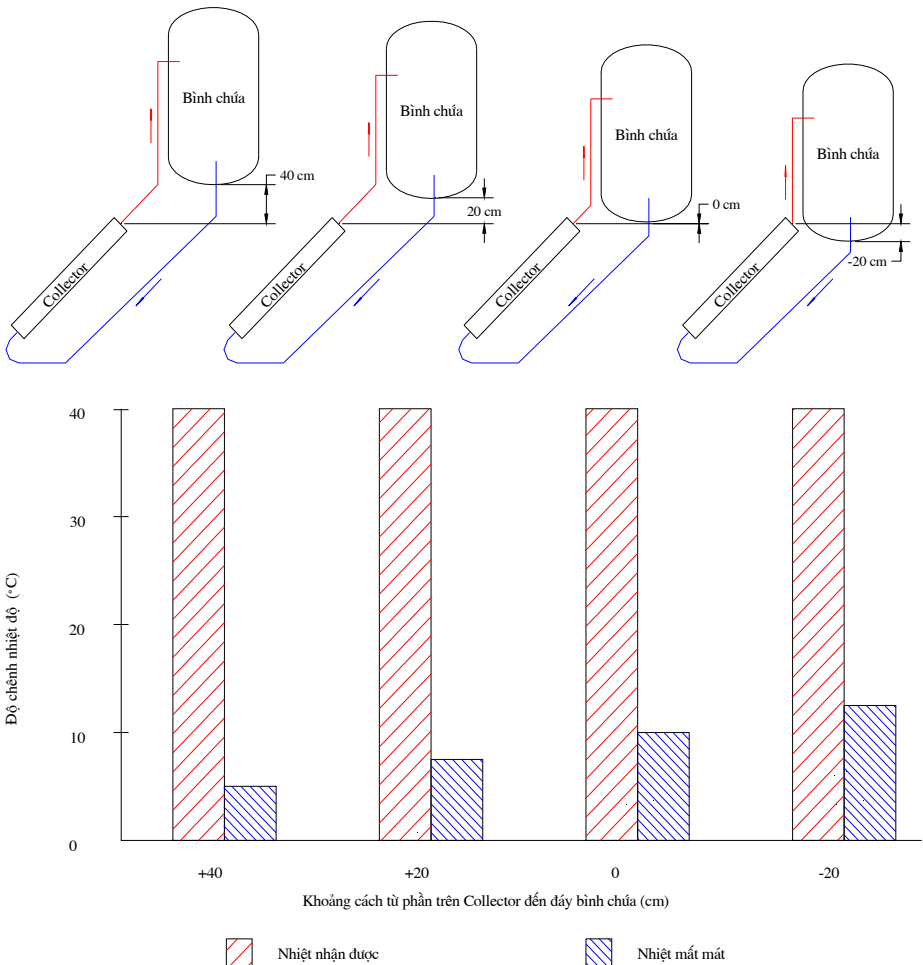 Bình chứa
Bình chứa
Bình chứa
Bình chứa
40 cm
20 cm
0 cm
-20 cm
Collector
Collector
Collector
Collector
40
30
20
10
0
Độ chênh nhiệt độ (°C)
+40
+20
0
-20
Khoảng cách từ phần trên Collector đến đáy bình chứa (cm)
Nhiệt nhận được
Nhiệt mất mát